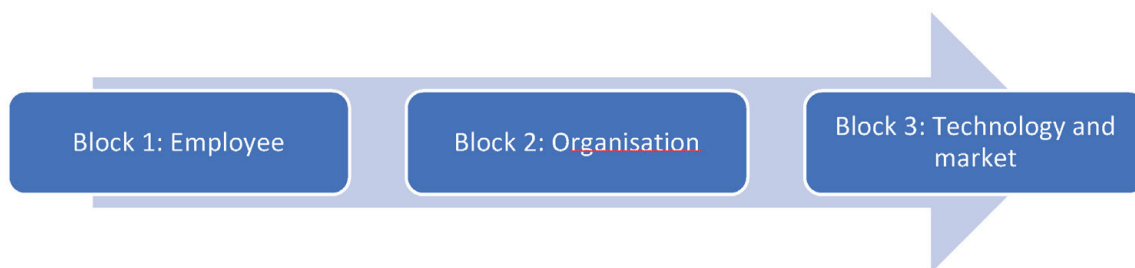 Block 1: Employee
Block 2: Organisation
Block 3: Technology and
market